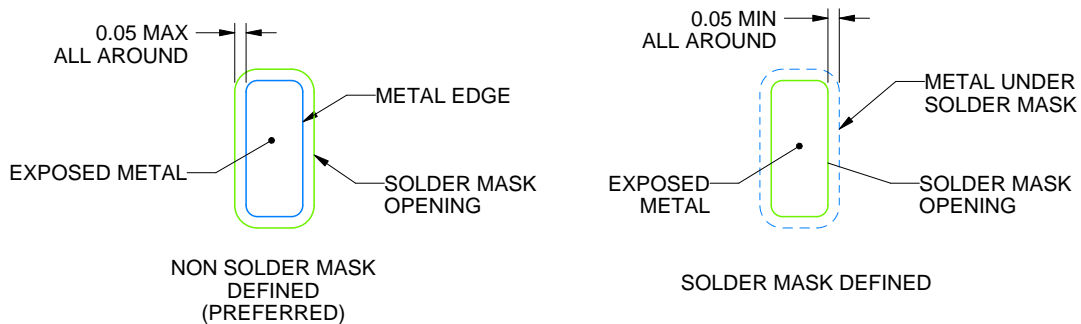 0.05 MAX
ALL AROUND
METAL EDGE
EXPOSED METAL
SOLDER MASK
OPENING
NON SOLDER MASK
DEFINED
(PREFERRED)
0.05 MIN
ALL AROUND
METAL UNDER
SOLDER MASK
EXPOSED
METAL
SOLDER MASK
OPENING
SOLDER MASK DEFINED